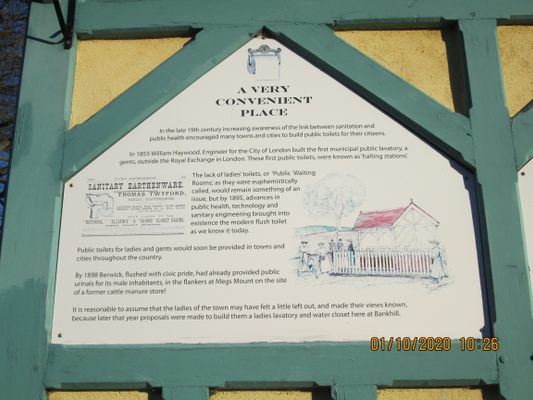 A VERY
CONVENIENT
PLACE
In the late 19th century increasing awareness of the link between sanitation and
public health encouraged many towns and cities to build public toilets for their citizens.
In 1855 William Haywood, Engineer for the City of London built the first municipal public lavatory, a
gents, outside the Royal Exchange in London. These first public toilets, were known as 'halting stations'.
SANITARY EARTHENWARE,
THOMAS TWYFORD,
HANLEY, STAFFORDSHIRE
The lack of ladies' toilets, or 'Public Waiting
Rooms', as they were euphemistically
called, would remain something of an
issue, but by 1895, advances in
public health, technology and
sanitary engineering brought into
existence the modern flush toilet
as we know it today.
Public toilets for ladies and gents would soon be provided in towns and
cities throughout the country.
By 1898 Berwick, flushed with civic pride, had already provided public
urinals for its male inhabitants, in the flankers at Megs Mount on the site
of a former cattle manure store!
It is reasonable to assume that the ladies of the town may have felt a little left out, and made their views known,
because later that year proposals were made to build them a ladies lavatory and water closet here at Bankhill.
01/10/2020 10:26